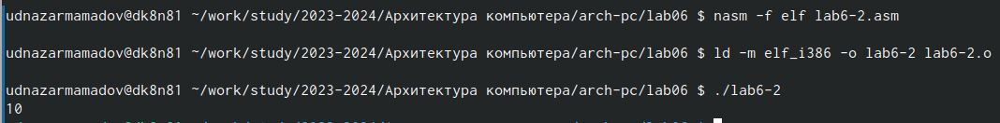 udnazarmamadov@dk8n81 ~/work/study/2023-2024/Архитектура компьютера/arch-pc/lab06 $ nasm -f elf lab6-2.asm
udnazarmamadov@dk8n81 ~/work/study/2023-2024/Архитектура компьютера/arch-pc/lab06 $ ld -m elf_i386 -o lab6-2 lab6-2.o
udnazarmamadov@dk8n81 ~/work/study/2023-2024/Архитектура компьютера/arch-pc/lab06 $ ./lab6-2
10